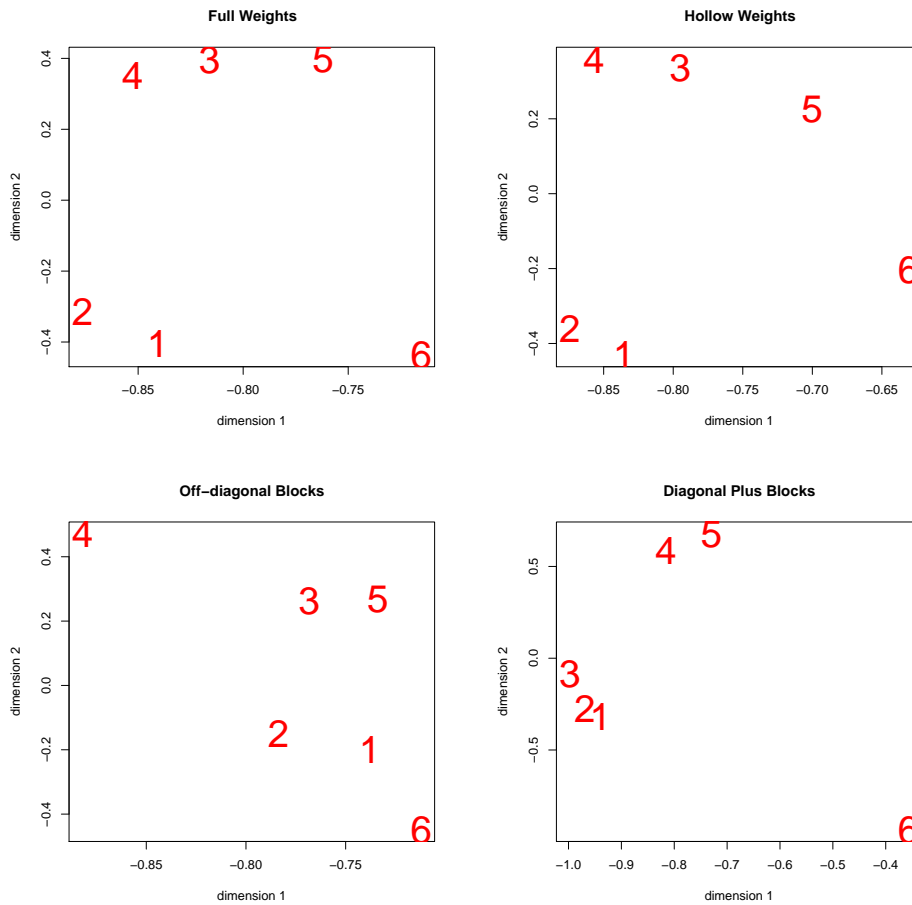 Full Weights
4 3 5
2 1 6
0.4
0.2
0.0
−0.2
−0.4
dimension 2
−0.85 −0.80 −0.75
dimension 1
Hollow Weights
4 3 5
6
2 1
0.2
0.0
−0.2
−0.4
dimension 2
−0.85 −0.80 −0.75 −0.70 −0.65
dimension 1
Off−diagonal Blocks
4
3 5
2 1
6
0.4
0.2
0.0
−0.2
−0.4
dimension 2
−0.85 −0.80 −0.75
dimension 1
Diagonal Plus Blocks
4 5
3
2 1
6
0.5
0.0
−0.5
dimension 2
−1.0 −0.9 −0.8 −0.7 −0.6 −0.5 −0.4
dimension 1